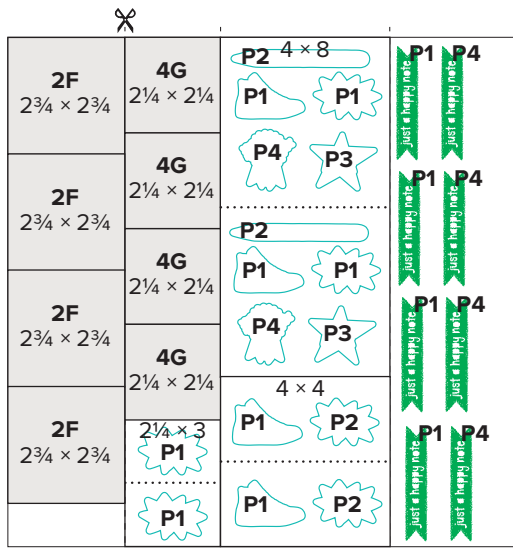 2F
2¾ × 2¾
2F
2¾ × 2¾
2F
2¾ × 2¾
2F
2¾ × 2¾
4G
2¼ × 2¼
4G
2¼ × 2¼
4G
2¼ × 2¼
4G
2¼ × 2¼
2¼ × 3
P1
P1
4 × 8
P2
P1 P1
P4 P3
P2
P1 P1
P4 P3
4 × 4
P1 P2
P1 P2
P1 P4
just a happy note just a happy note
P1 P4
just a happy note just a happy note
P1 P4
just a happy note just a happy note
P1 P4
just a happy note just a happy note